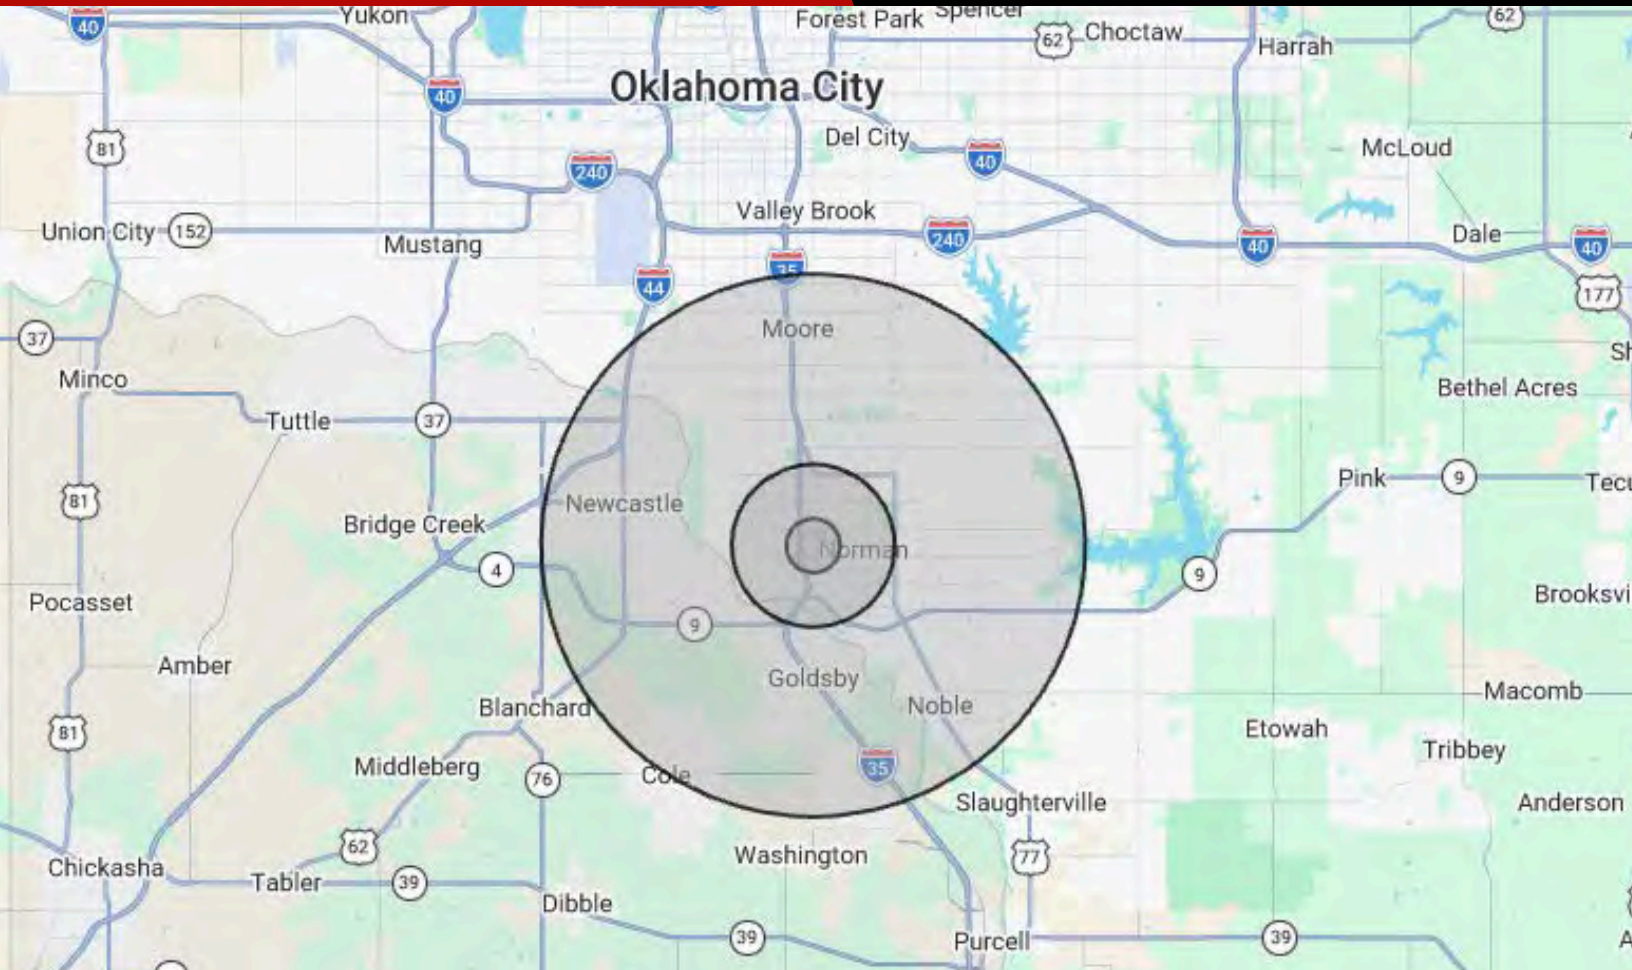 40
Yukon
Forest Park
Spencer
62
Choctaw
62
Harrah
40
Oklahoma City
Del City
40
81
240
McLoud
Union City
152
Mustang
Valley Brook
240
40
Dale
40
44
35
177
37
Moore
Minco
Bethel Acres
Tuttle
37
81
Newcastle
Pink
9
Bridge Creek
4
Norman
9
Pocasset
9
Brooksvi
Amber
Goldsby
Macomb
Blanchard
Noble
81
Etowah
Tribbey
Middleberg
76
Cole
35
Slaughterville
Anderson
62
Washington
77
Chickasha
Tabler
39
Dibble
39
Purcell
39